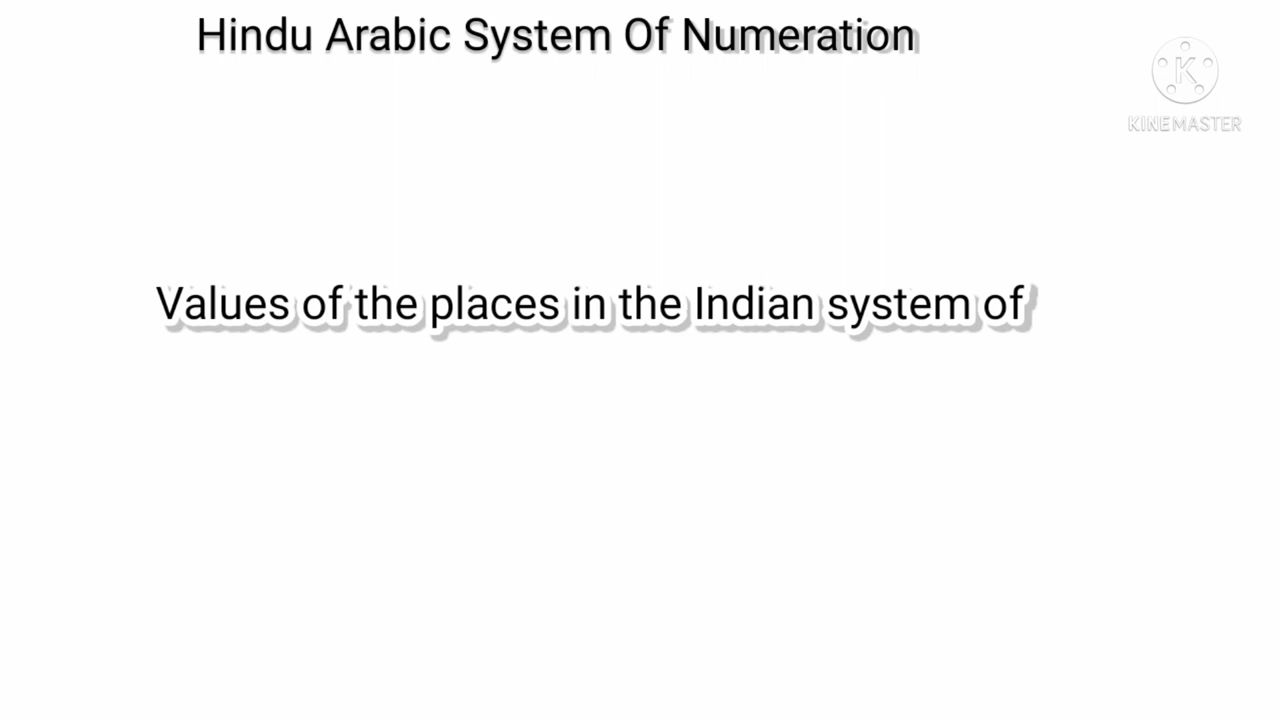 Hindu Arabic System Of Numeration
K
KINEMASTER
Values of the places in the Indian system of